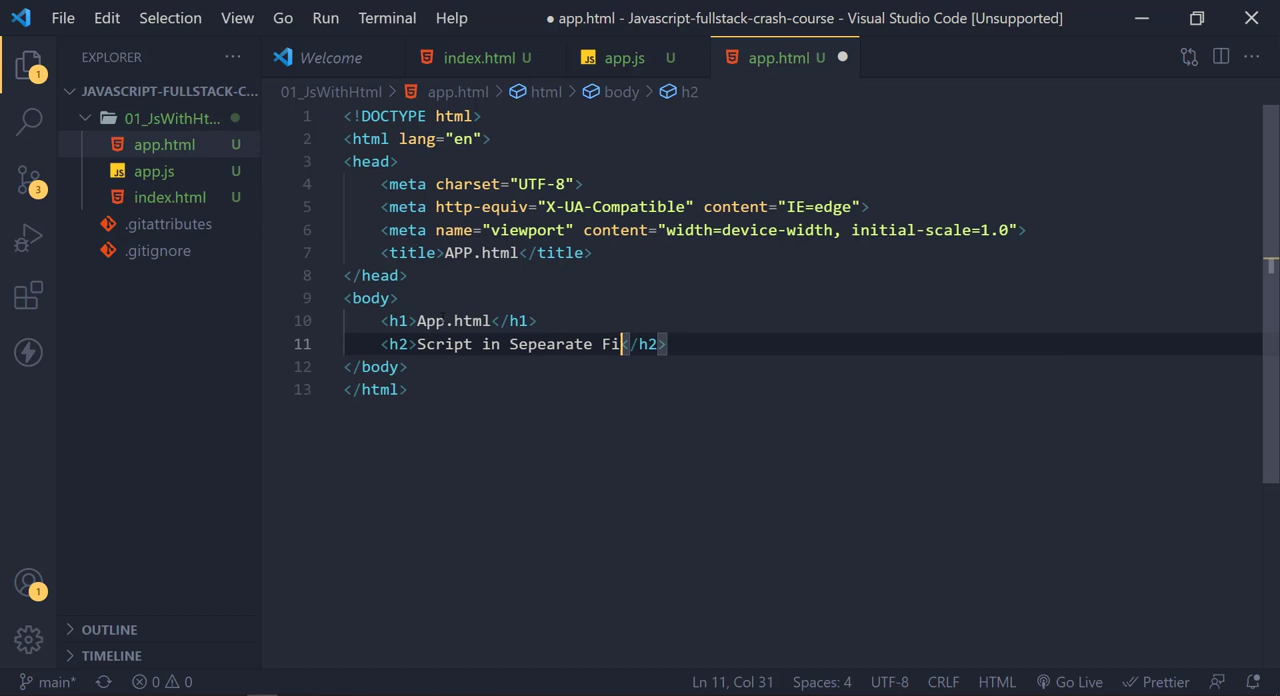 File Edit Selection View Go Run Terminal Help ● app.html - Javascript-fullstack-crash-course - Visual Studio Code [Unsupported]
EXPLORER ... Welcome index.html U JS app.js U app.html U ● ...
1 JAVASCRIPT-FULLSTACK-C... 01_JsWithHtml > app.html > html > body > h2
01_JsWithHt... ●
app.html U
JS app.js U
index.html U
.gitattributes
.gitignore
3
1
1 <!DOCTYPE html>
2 <html lang="en">
3 <head>
4 <meta charset="UTF-8">
5 <meta http-equiv="X-UA-Compatible" content="IE=edge">
6 <meta name="viewport" content="width=device-width, initial-scale=1.0">
7 <title>APP.html</title>
8 </head>
9 <body>
10 <h1>App.html</h1>
11 <h2>Script in Sepearate Fi</h2>
12 </body>
13 </html>
OUTLINE
TIMELINE
main* 0 0 Ln 11, Col 31 Spaces: 4 UTF-8 CRLF HTML Go Live Prettier